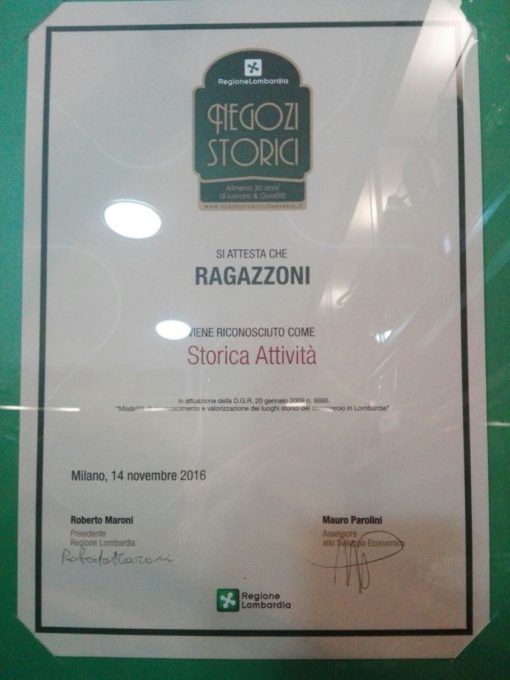 RegioneLombardia
NEGOZI
STORICI
Almeno 50 anni
di Lavoro & Qualità
SI ATTESTA CHE
RAGAZZONI
VIENE RICONOSCIUTO COME
Storica Attività
in attuazione della D.G.R. 20 gennaio 2009 n. 8886
"Modalità di riconoscimento e valorizzazione dei luoghi storici del commercio in Lombardia"
Milano, 14 novembre 2016
Roberto Maroni
Presidente
Regione Lombardia
Roberto Maroni
Mauro Parolini
Assessore
allo Sviluppo Economico
Regione
Lombardia